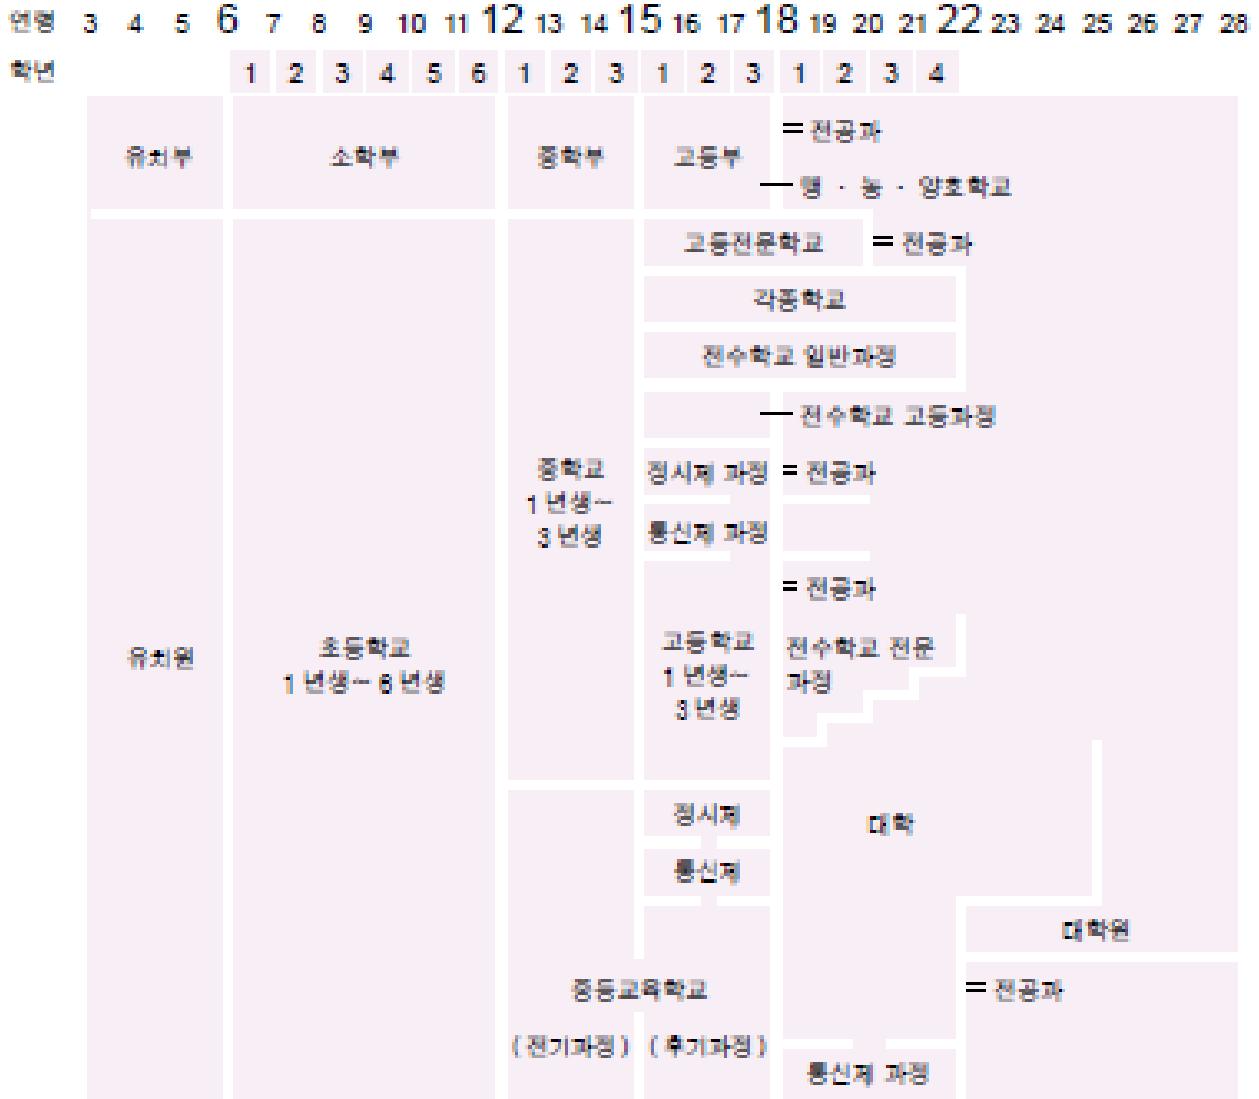 연령 3 4 5 6 7 8 9 10 11 12 13 14 15 16 17 18 19 20 21 22 23 24 25 26 27 28
학년 1 2 3 4 5 6 1 2 3 1 2 3 1 2 3 4
= 전공과
유치부 소학부 중학부 고등부
맹 · 농 · 양호학교
고등전문학교 = 전공과
각종학교
전수학교 일반과정
전수학교 고등과정
중학교
1 년생~
3 년생
정시제 과정 = 전공과
통신제 과정
= 전공과
유치원
초등학교
1 년생~ 6 년생
고등학교
1 년생~
3 년생
전수학교 전문
과정
정시제
대학
통신제
대학원
중등교육학교
= 전공과
( 전기과정 ) ( 후기과정 )
통신제 과정